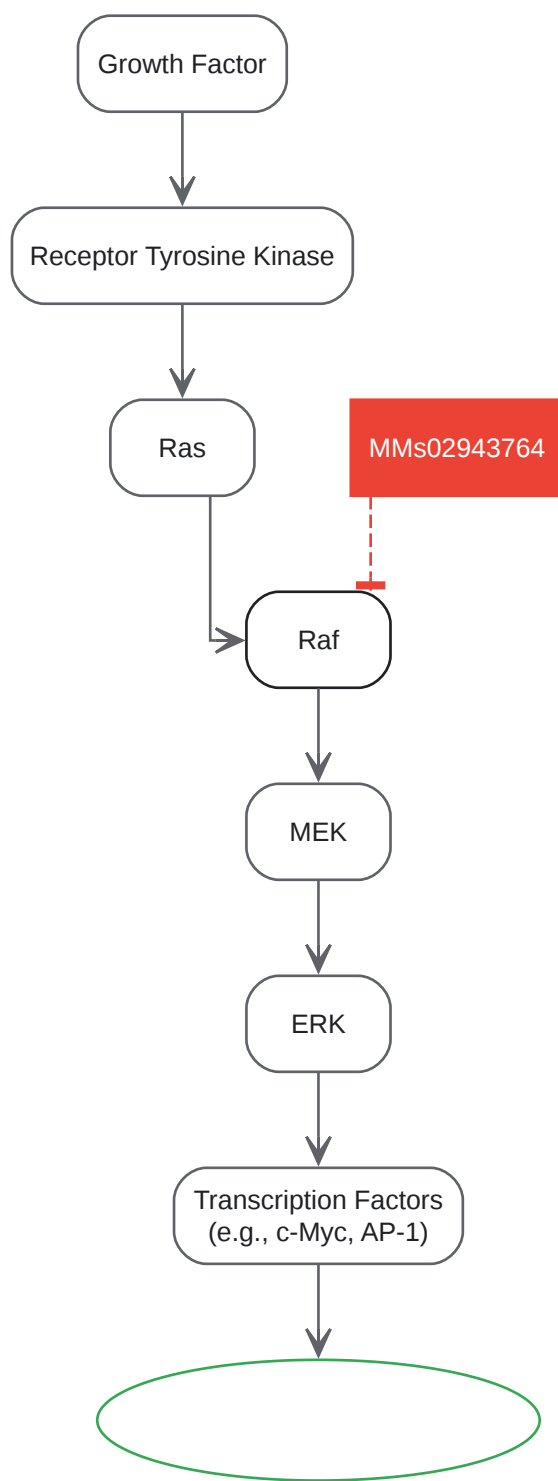 Growth Factor
Receptor Tyrosine Kinase
Ras
MMs02943764
Raf
MEK
ERK
Transcription Factors
(e.g., c-Myc, AP-1)